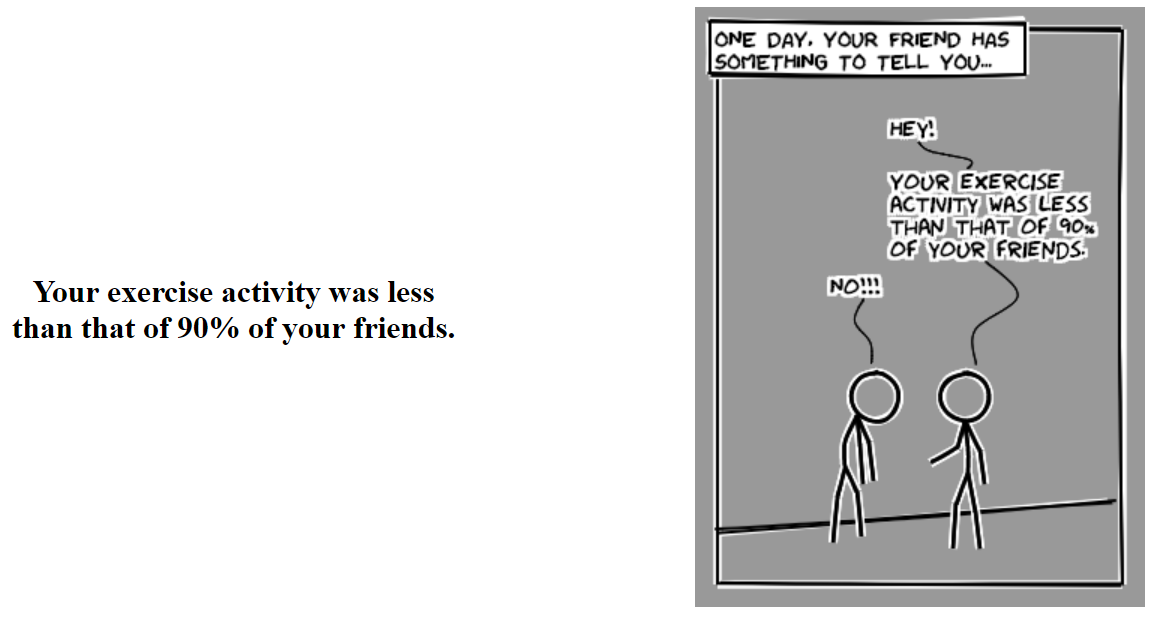 Your exercise activity was less
than that of 90% of your friends.
ONE DAY, YOUR FRIEND HAS
SOMETHING TO TELL YOU...
HEY!
YOUR EXERCISE
ACTIVITY WAS LESS
THAN THAT OF 90%
OF YOUR FRIENDS.
NO!!!